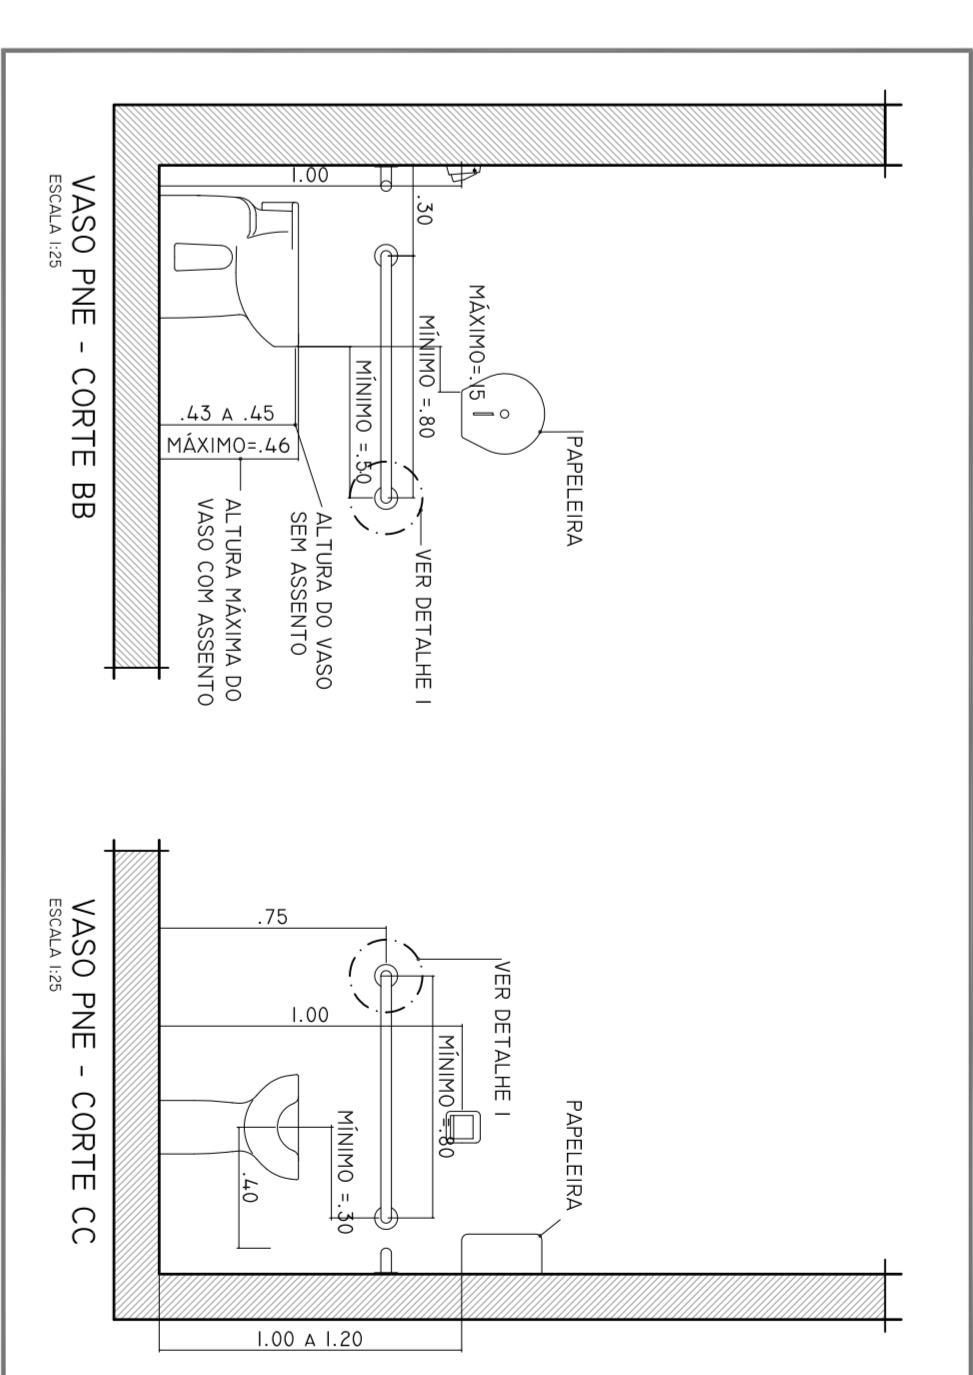 1.00
.30
MÁXIMO=.15
MÍNIMO =.80
MÍNIMO =.50
PAPELEIRA
VER DETALHE 1
.43 A .45
MÁXIMO=.46
ALTURA DO VASO
SEM ASSENTO
ALTURA MÁXIMA DO
VASO COM ASSENTO
VASO PNE - CORTE BB
ESCALA 1:25
.75
VER DETALHE 1
1.00
MÍNIMO =.80
PAPELEIRA
MÍNIMO =.30
.40
1.00 A 1.20
VASO PNE - CORTE CC
ESCALA 1:25